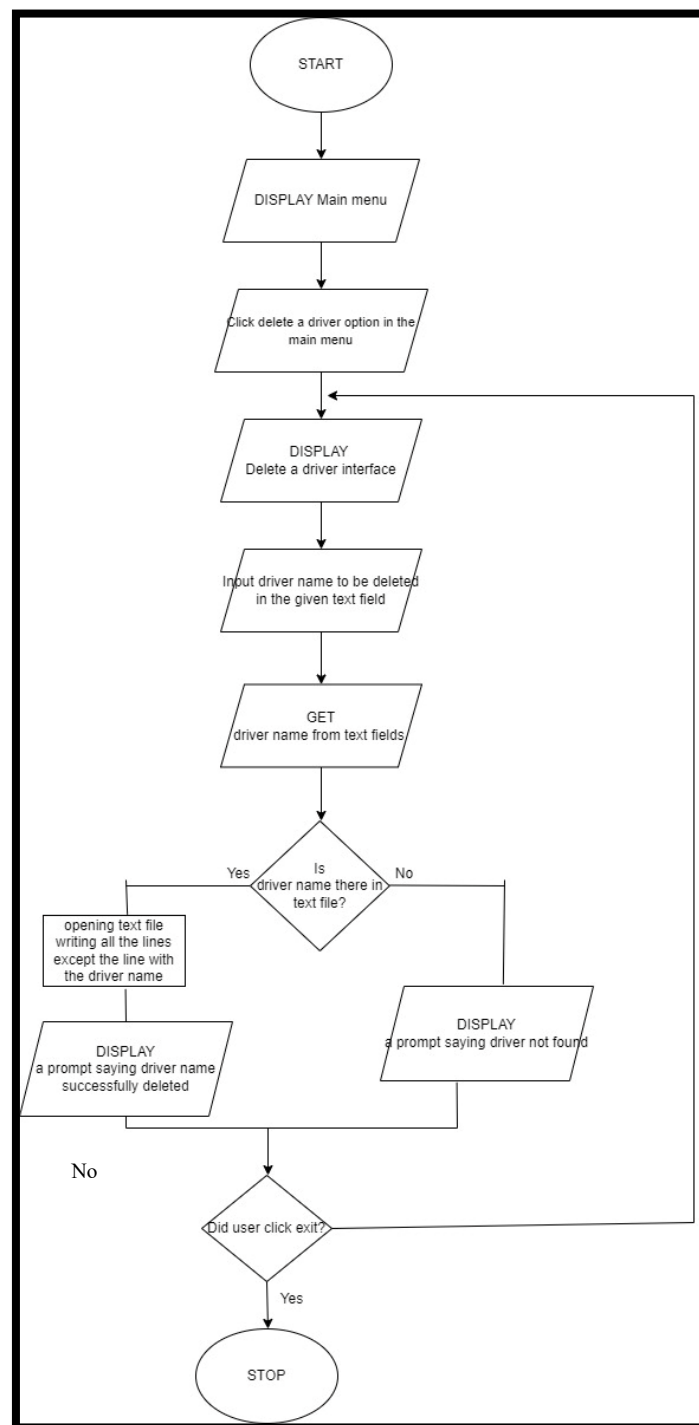 START
DISPLAY Main menu
Click delete a driver option in the
main menu
DISPLAY
Delete a driver interface
Input driver name to be deleted
in the given text field
GET
driver name from text fields
Is
driver name there in
text file?
Yes
No
opening text file
writing all the lines
except the line with
the driver name
DISPLAY
a prompt saying driver name
successfully deleted
DISPLAY
a prompt saying driver not found
No
Did user click exit?
Yes
STOP